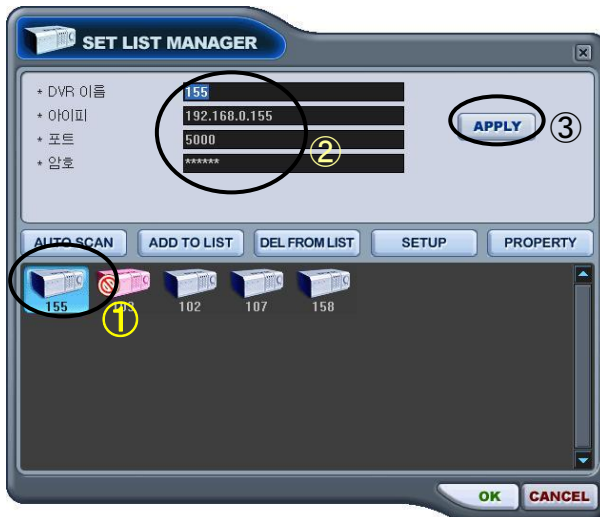 SET LIST MANAGER
* DVR 이름 155
* 아이피 192.168.0.155
* 포트 5000
* 암호 ******
APPLY ③
②
AUTO SCAN ADD TO LIST DEL FROM LIST SETUP PROPERTY
155 103 102 107 158
①
OK CANCEL